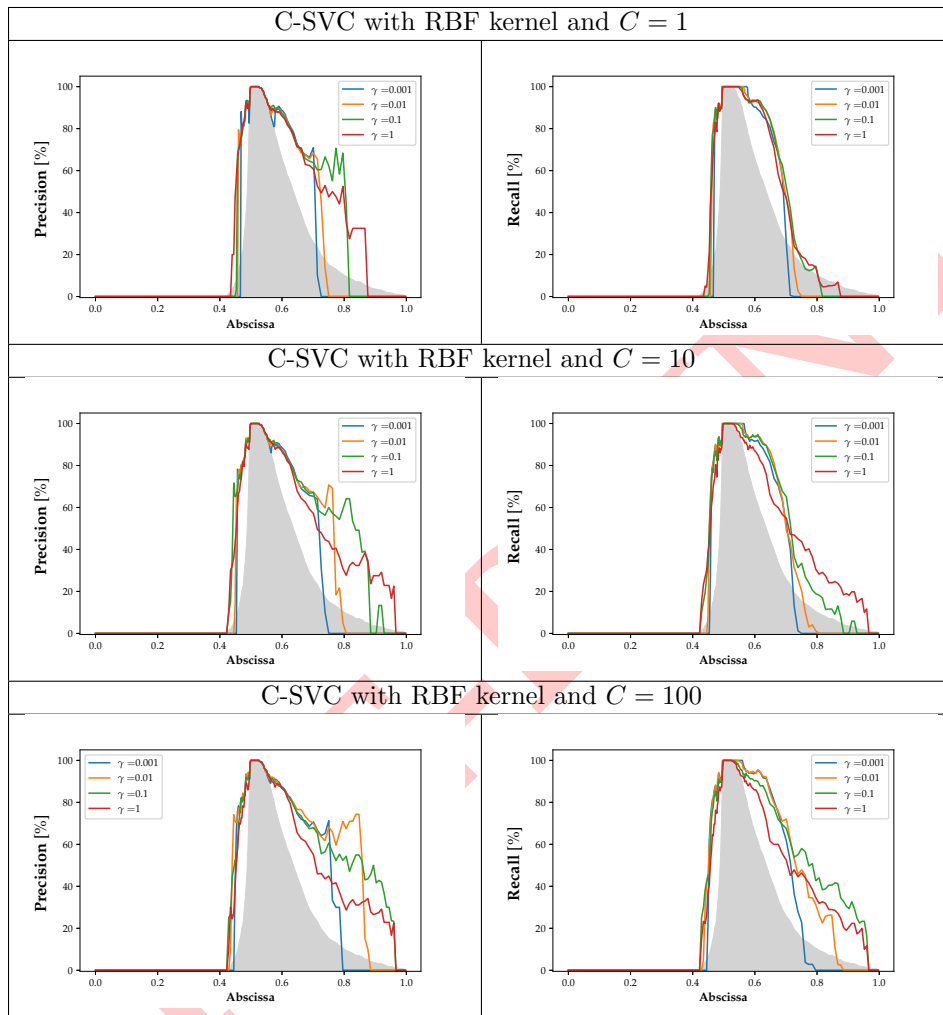 C-SVC with RBF kernel and C = 1
Precision [%]
100
80
60
40
20
0
0.0 0.2 0.4 0.6 0.8 1.0
Abscissa
γ =0.001
γ =0.01
γ =0.1
γ =1
Recall [%]
100
80
60
40
20
0
0.0 0.2 0.4 0.6 0.8 1.0
Abscissa
γ =0.001
γ =0.01
γ =0.1
γ =1
C-SVC with RBF kernel and C = 10
Precision [%]
100
80
60
40
20
0
0.0 0.2 0.4 0.6 0.8 1.0
Abscissa
γ =0.001
γ =0.01
γ =0.1
γ =1
Recall [%]
100
80
60
40
20
0
0.0 0.2 0.4 0.6 0.8 1.0
Abscissa
γ =0.001
γ =0.01
γ =0.1
γ =1
C-SVC with RBF kernel and C = 100
Precision [%]
100
80
60
40
20
0
0.0 0.2 0.4 0.6 0.8 1.0
Abscissa
γ =0.001
γ =0.01
γ =0.1
γ =1
Recall [%]
100
80
60
40
20
0
0.0 0.2 0.4 0.6 0.8 1.0
Abscissa
γ =0.001
γ =0.01
γ =0.1
γ =1